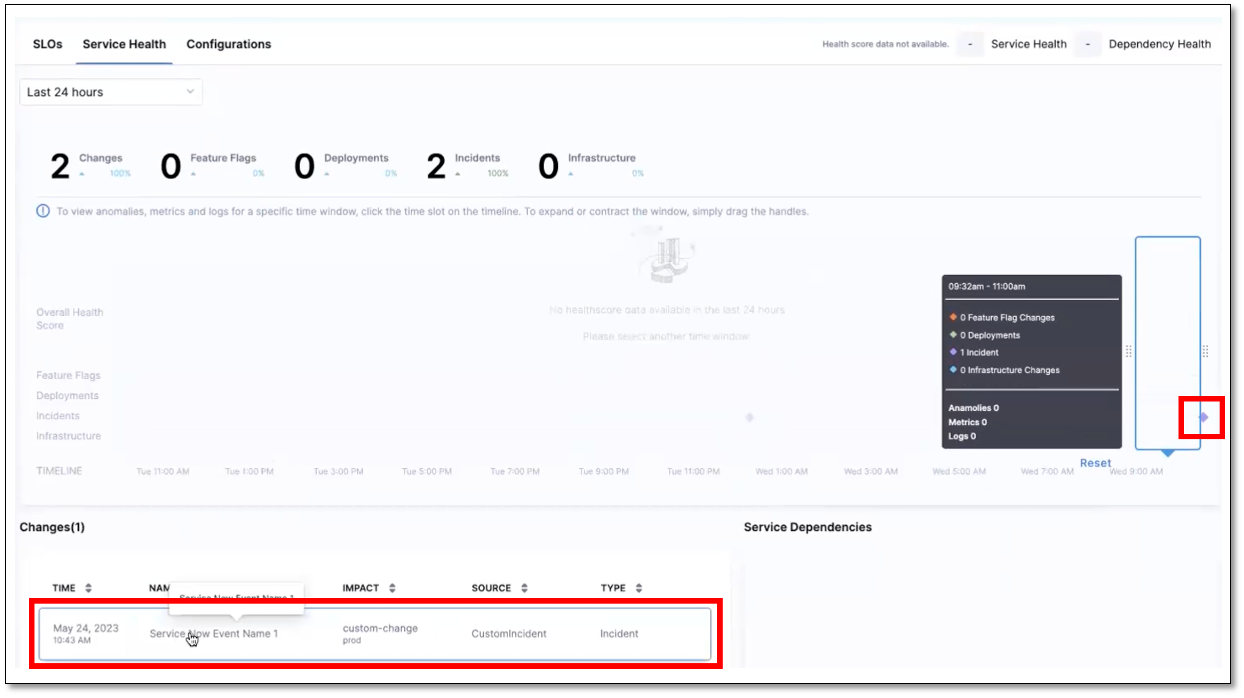 SLOs Service Health Configurations
Health score data not available. - Service Health - Dependency Health
Last 24 hours
2 Changes 100%
0 Feature Flags 0%
0 Deployments 0%
2 Incidents 100%
0 Infrastructure 0%
To view anomalies, metrics and logs for a specific time window, click the time slot on the timeline. To expand or contract the window, simply drag the handles.
No healthscore data available in the last 24 hours
Please select another time window
Overall Health
Score
Feature Flags
Deployments
Incidents
Infrastructure
09:32am - 11:00am
0 Feature Flag Changes
0 Deployments
1 Incident
0 Infrastructure Changes
Anamolies 0
Metrics 0
Logs 0
Reset
TIMELINE Tue 11:00 AM Tue 1:00 PM Tue 3:00 PM Tue 5:00 PM Tue 7:00 PM Tue 9:00 PM Tue 11:00 PM Wed 1:00 AM Wed 3:00 AM Wed 5:00 AM Wed 7:00 AM Wed 9:00 AM
Changes(1)
Service Dependencies
TIME NAM IMPACT SOURCE TYPE
Service Now Event Name 1
May 24, 2023
10:43 AM
Service Now Event Name 1
custom-change
prod
CustomIncident
Incident